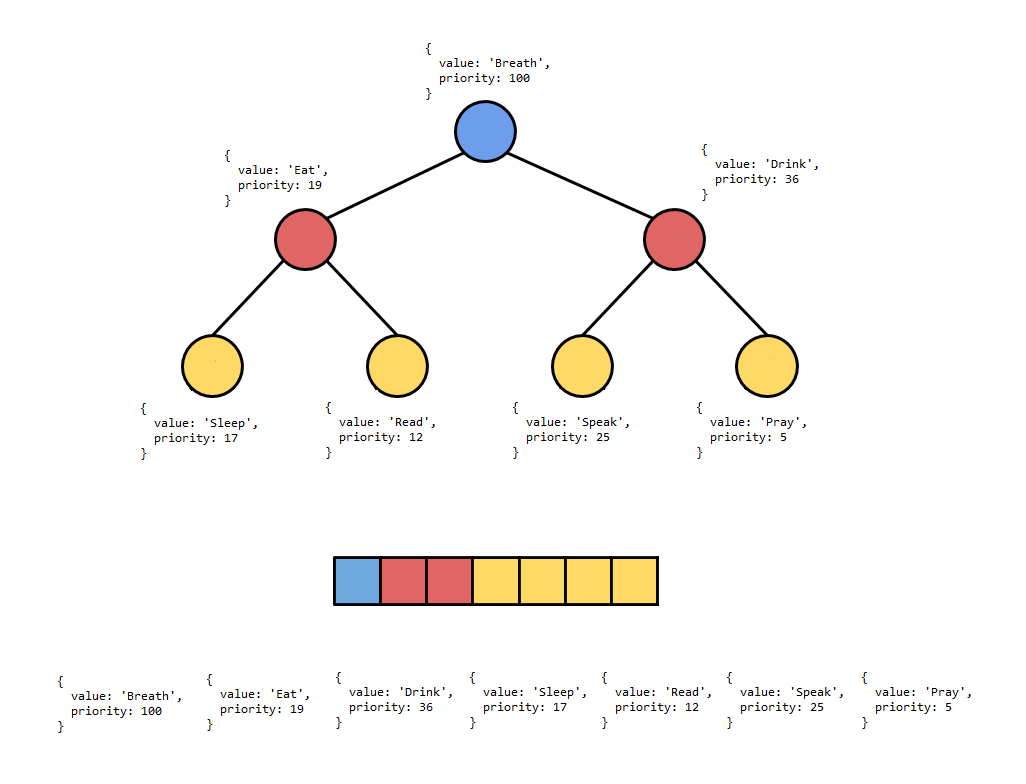 {
  value: 'Breath',
  priority: 100
}
{
  value: 'Eat',
  priority: 19
}
{
  value: 'Drink',
  priority: 36
}
{
  value: 'Sleep',
  priority: 17
}
{
  value: 'Read',
  priority: 12
}
{
  value: 'Speak',
  priority: 25
}
{
  value: 'Pray',
  priority: 5
}
{
  value: 'Breath',
  priority: 100
}
{
  value: 'Eat',
  priority: 19
}
{
  value: 'Drink',
  priority: 36
}
{
  value: 'Sleep',
  priority: 17
}
{
  value: 'Read',
  priority: 12
}
{
  value: 'Speak',
  priority: 25
}
{
  value: 'Pray',
  priority: 5
}